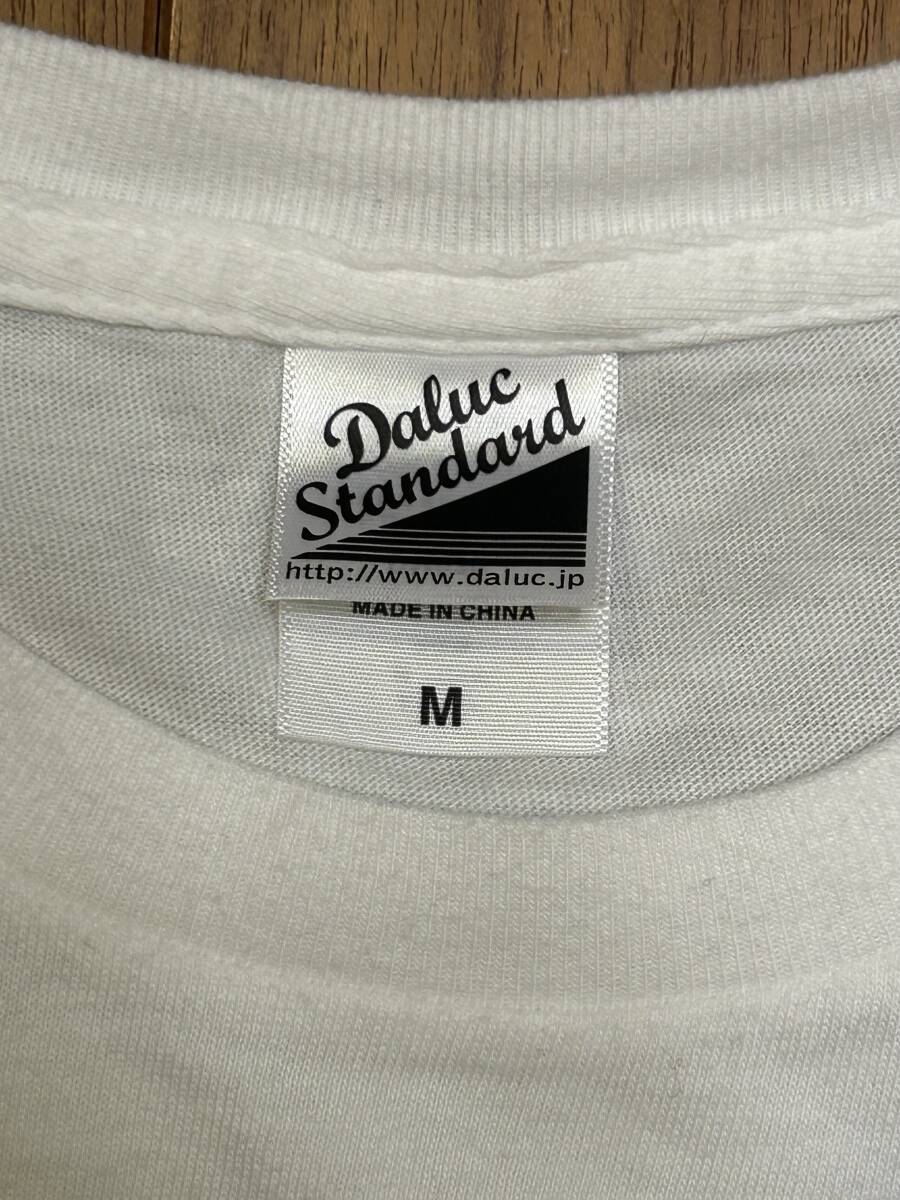 Daluc
Standard
http://www.daluc.jp
MADE IN CHINA
M